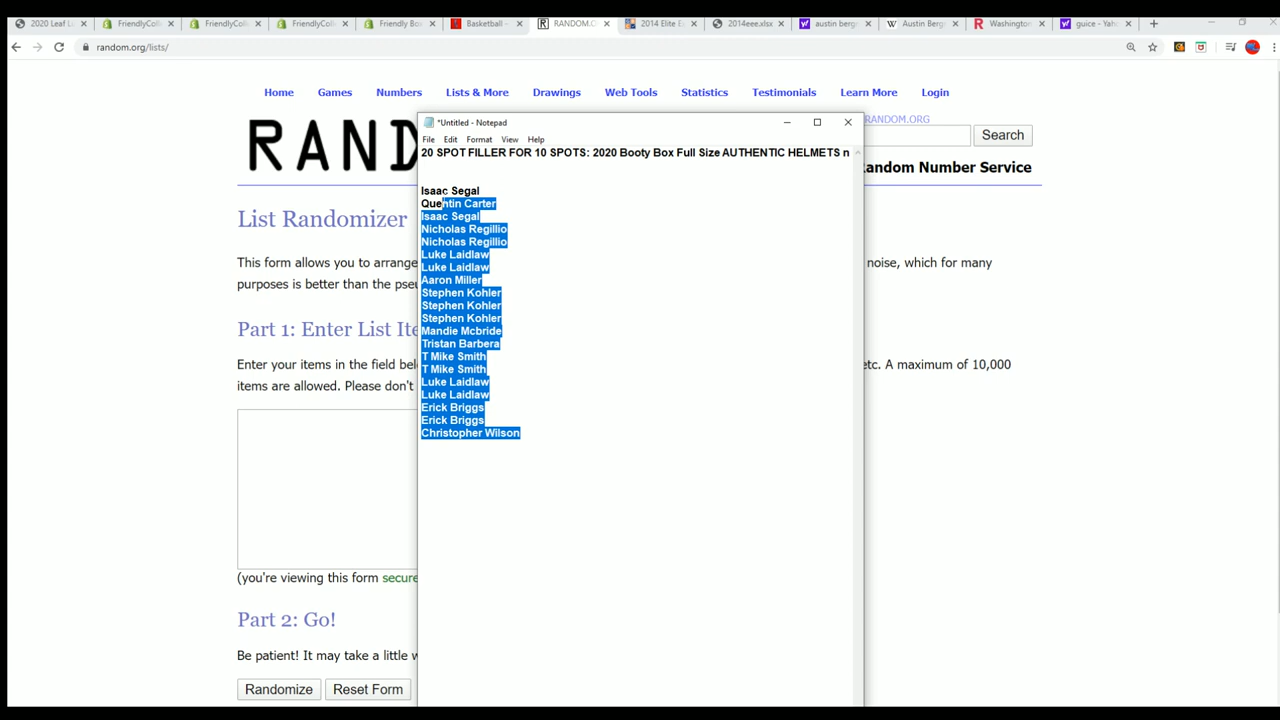 2020 Leaf L
FriendlyColl
FriendlyColl
FriendlyColl
Friendly Bo
Basketball –
RANDOM.O
2014 Elite E
2014eee.xlsx
austin berg
Austin Berg
Washington
guice - Yaho
random.org/lists/
Home Games Numbers Lists & More Drawings Web Tools Statistics Testimonials Learn More Login
RAND
RANDOM.ORG
Search
andom Number Service
*Untitled - Notepad
File Edit Format View Help
20 SPOT FILLER FOR 10 SPOTS: 2020 Booty Box Full Size AUTHENTIC HELMETS n
Isaac Segal
Quentin Carter
Isaac Segal
Nicholas Regillio
Nicholas Regillio
Luke Laidlaw
Luke Laidlaw
Aaron Miller
Stephen Kohler
Stephen Kohler
Stephen Kohler
Mandie Mcbride
Tristan Barbera
T Mike Smith
T Mike Smith
Luke Laidlaw
Luke Laidlaw
Erick Briggs
Erick Briggs
Christopher Wilson
List Randomizer
This form allows you to arrange noise, which for many
purposes is better than the pseu
Part 1: Enter List Ite
Enter your items in the field bel etc. A maximum of 10,000
items are allowed. Please don't
(you're viewing this form secure
Part 2: Go!
Be patient! It may take a little w
Randomize Reset Form